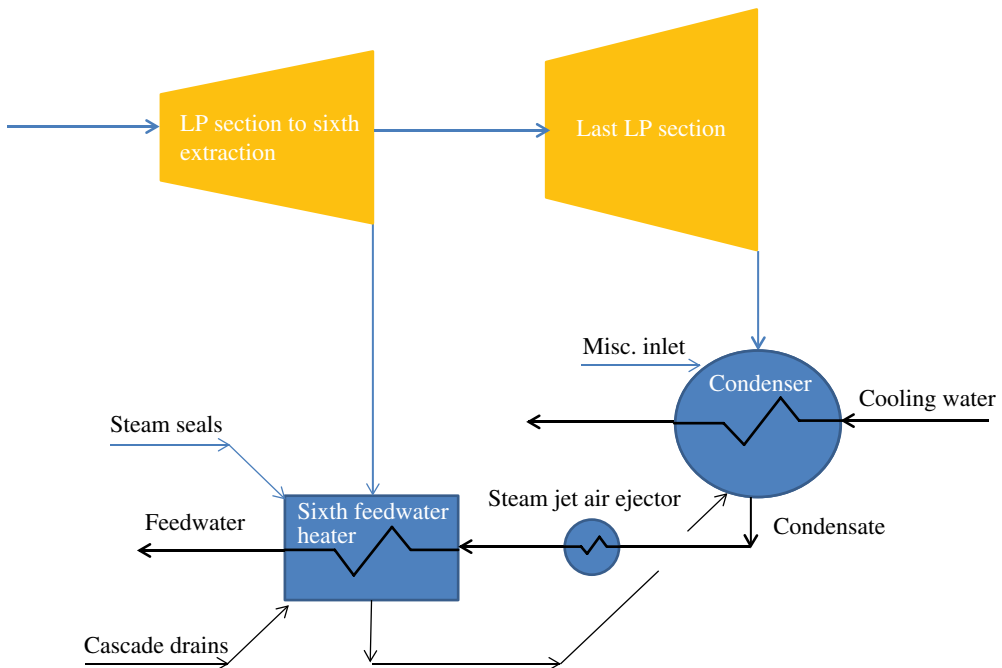 LP section to sixth
extraction
Last LP section
Misc. inlet
Condenser
Cooling water
Steam seals
Steam jet air ejector
Sixth feedwater
heater
Feedwater
Condensate
Cascade drains